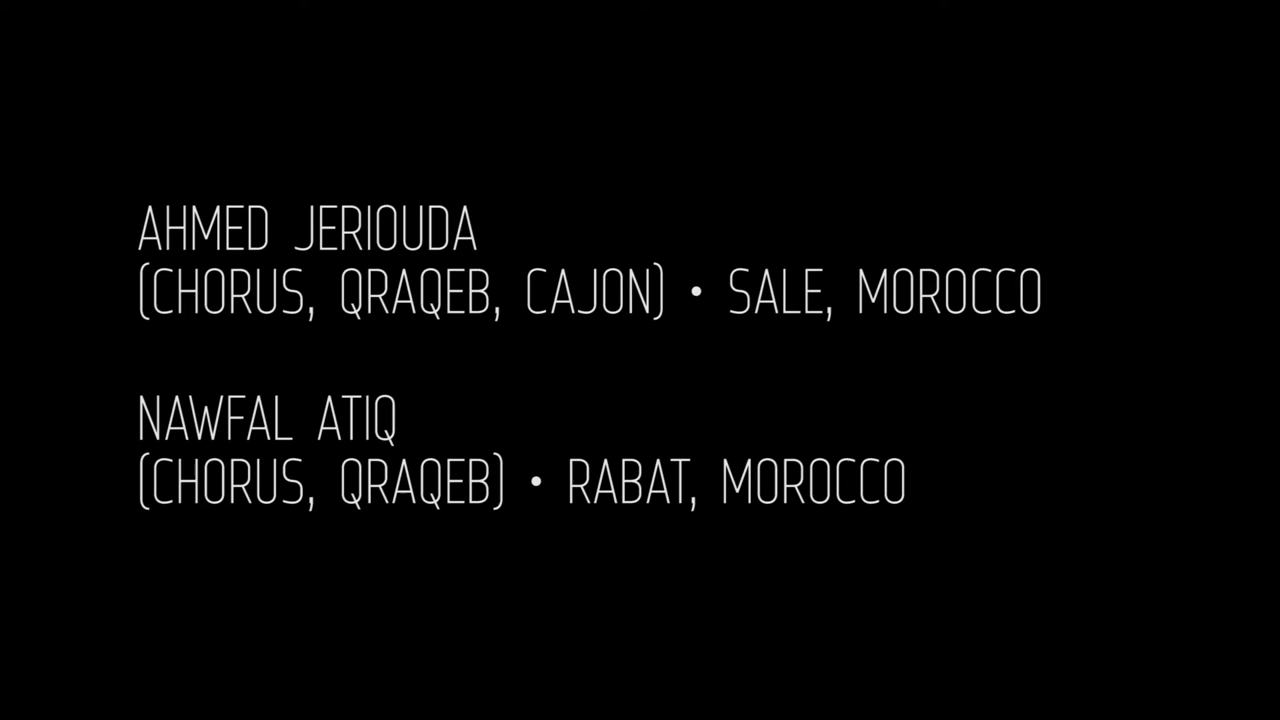 AHMED JERIOUDA
(CHORUS, QRAQEB, CAJON) • SALE, MOROCCO
NAWFAL ATIQ
(CHORUS, QRAQEB) • RABAT, MOROCCO